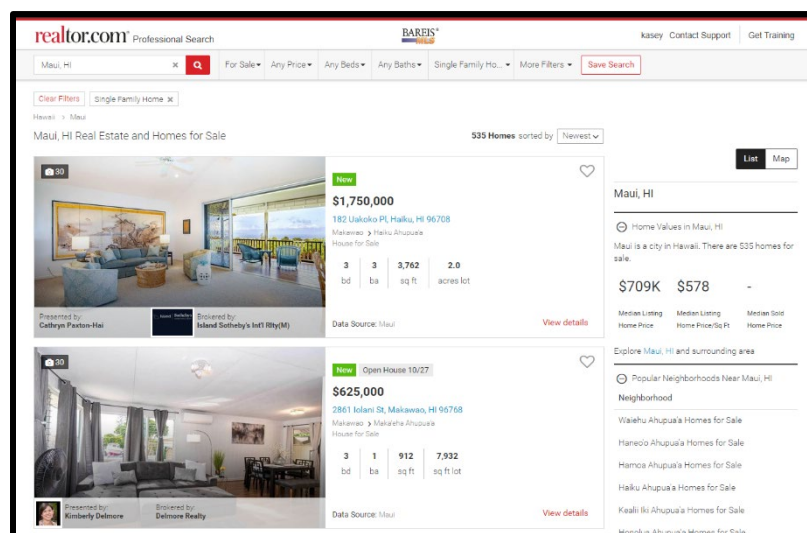 realtor.com® Professional Search
BAREIS®
MLS
kasey Contact Support Get Training
Maui, HI × For Sale Any Price Any Beds Any Baths Single Family Ho... More Filters Save Search
Clear Filters Single Family Home ×
Hawaii > Maui
Maui, HI Real Estate and Homes for Sale
535 Homes sorted by Newest
List Map
30
New
$1,750,000
182 Uakoko Pl, Haiku, HI 96708
Makawao > Haiku Ahupua'a
House for Sale
3 3 3,762 2.0
bd ba sq ft acres lot
Presented by:
Cathryn Paxton-Hai
Brokered by:
Island Sotheby's Int'l Rlty(M)
Data Source: Maui
View details
30
New Open House 10/27
$625,000
2861 Iolani St, Makawao, HI 96768
Makawao > Makaeha Ahupuaa
House for Sale
3 1 912 7,932
bd ba sq ft sq ft lot
Presented by:
Kimberly Delmore
Brokered by:
Delmore Realty
Data Source: Maui
View details
Maui, HI
Home Values in Maui, HI
Maui is a city in Hawaii. There are 535 homes for
sale.
$709K $578 -
Median Listing Median Listing Median Sold
Home Price Home Price/Sq Ft Home Price
Explore Maui, HI and surrounding area
Popular Neighborhoods Near Maui, HI
Neighborhood
Waiehu Ahupua'a Homes for Sale
Haneo'o Ahupua'a Homes for Sale
Hamoa Ahupua'a Homes for Sale
Haiku Ahupua'a Homes for Sale
Kealii Iki Ahupua'a Homes for Sale
Honolua Ahupua'a Homes for Sale